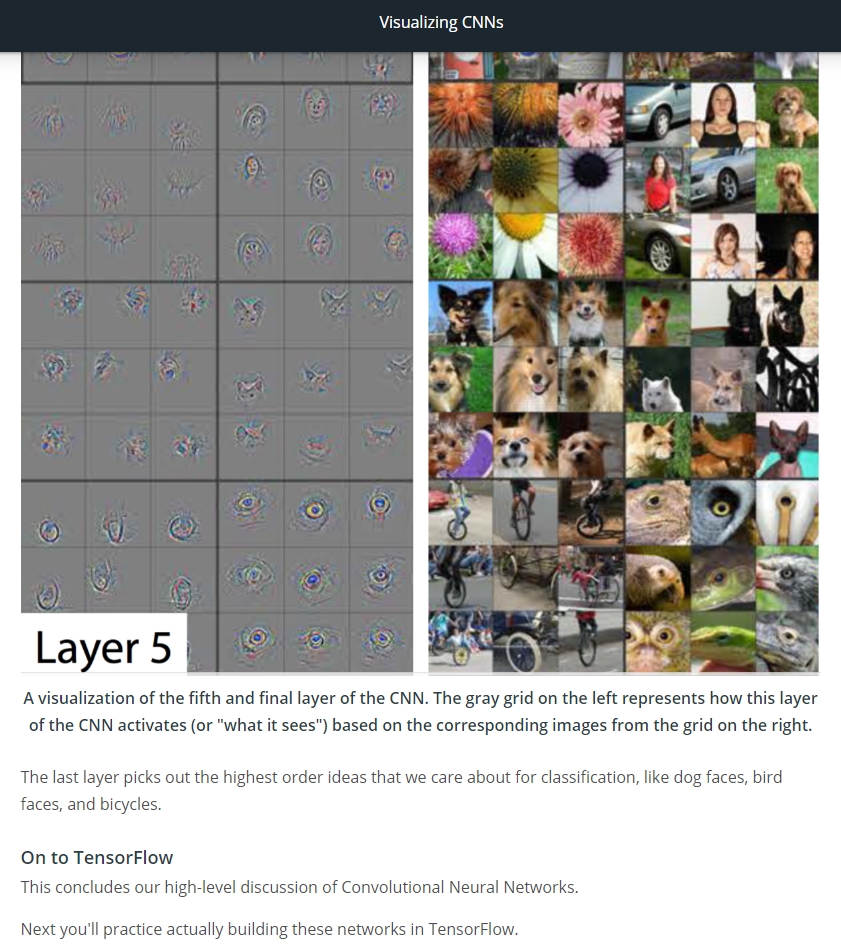 Visualizing CNNs
Layer 5
A visualization of the fifth and final layer of the CNN. The gray grid on the left represents how this layer
of the CNN activates (or "what it sees") based on the corresponding images from the grid on the right.
The last layer picks out the highest order ideas that we care about for classification, like dog faces, bird
faces, and bicycles.
On to TensorFlow
This concludes our high-level discussion of Convolutional Neural Networks.
Next you'll practice actually building these networks in TensorFlow.